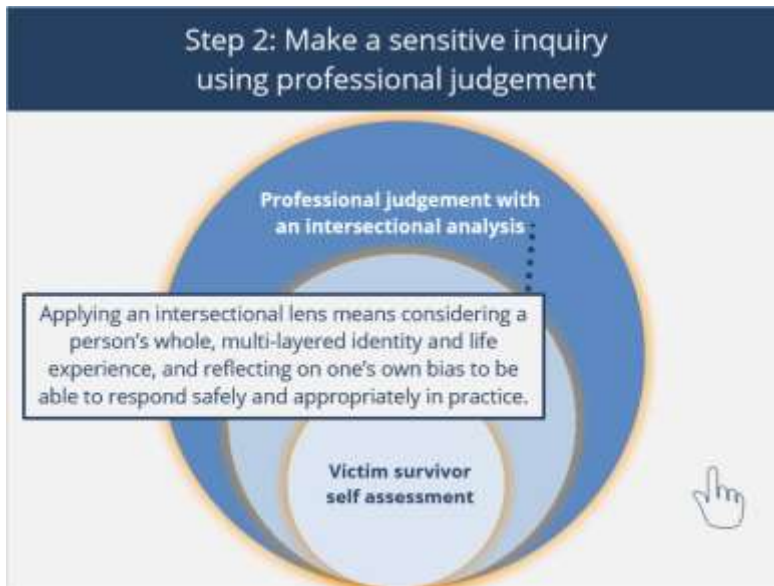 Step 2: Make a sensitive inquiry
using professional judgement
Professional judgement with
an intersectional analysis
Applying an intersectional lens means considering a
person's whole, multi-layered identity and life
experience, and reflecting on one's own bias to be
able to respond safely and appropriately in practice.
Victim survivor
self assessment